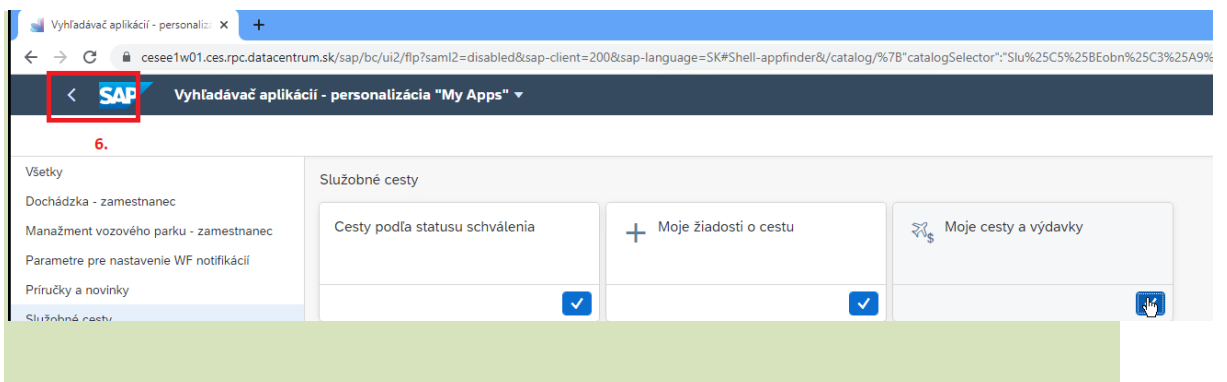 Vyhľadávač aplikácií - personaliz
cesee1w01.ces.rpc.datacentrum.sk/sap/bc/ui2/flp?saml2=disabled&sap-client=200&sap-language=SK#Shell-appfinder&/catalog/%7B"catalogSelector":"Slu%25C5%25BEobn%25C3%25A9%
SAP Vyhľadávač aplikácií - personalizácia "My Apps"
6.
Všetky
Služobné cesty
Dochádzka - zamestnanec
Cesty podľa statusu schválenia
Moje žiadosti o cestu
Moje cesty a výdavky
Manažment vozového parku - zamestnanec
Parametre pre nastavenie WF notifikácií
Príručky a novinky
Služobné cesty